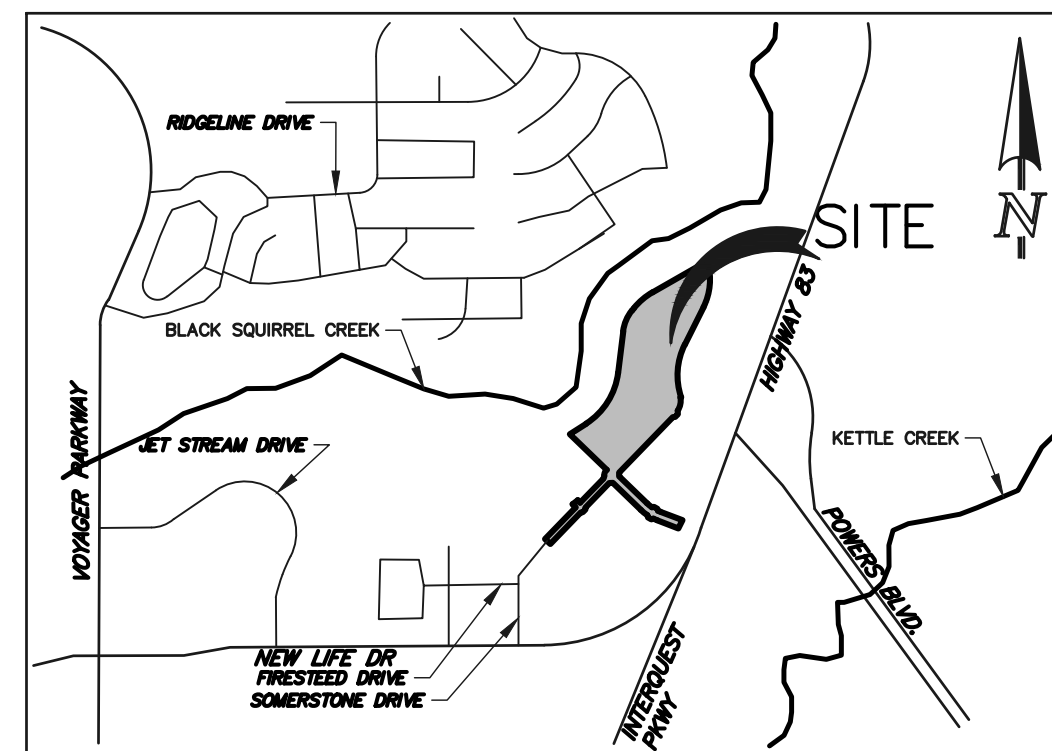 RIDGELINE DRIVE
SITE
N
HIGHWAY 83
BLACK SQUIRREL CREEK
VOYAGER PARKWAY
JET STREAM DRIVE
KETTLE CREEK
POWERS BLVD.
NEW LIFE DR
FIRESTEED DRIVE
SOMERSTONE DRIVE
INTERQUEST
PKWY